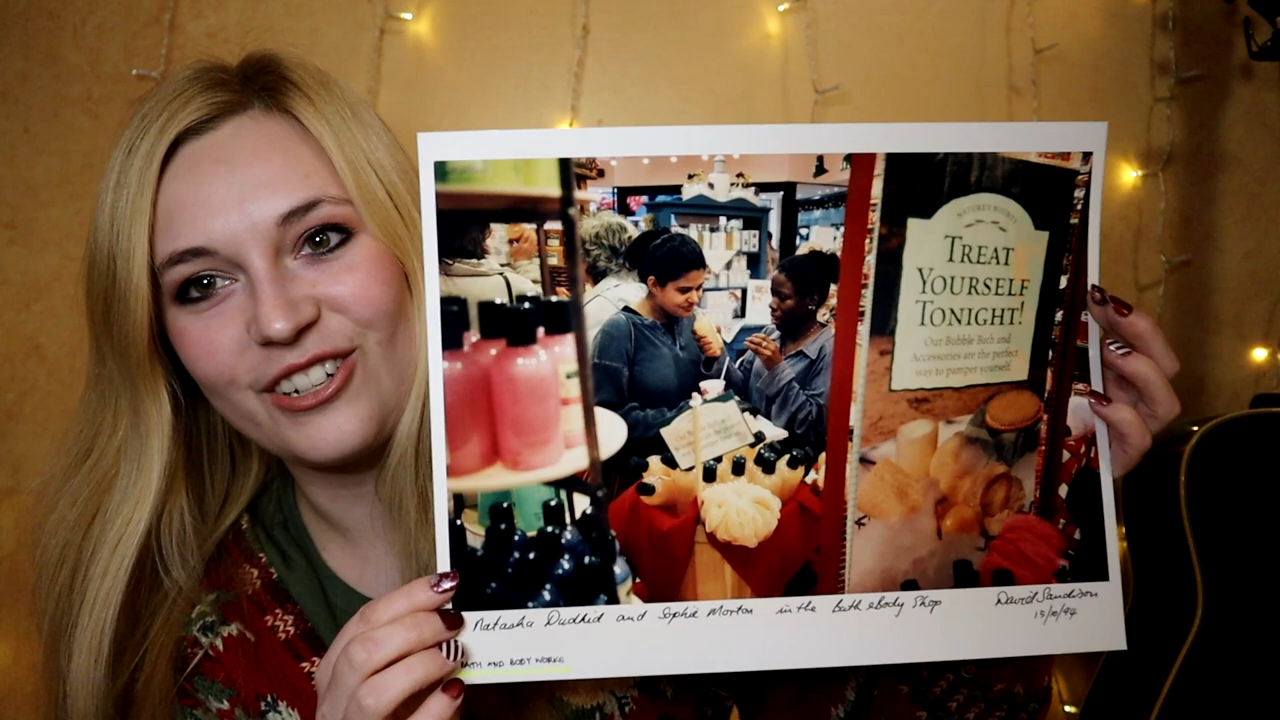 NATURE'S BOUNTY
TREAT
YOURSELF
TONIGHT!
Our Bubble Bath and
Accessories are the perfect
way to pamper yourself.
Natasha Dudhid and Sophie Morton in the Bath & Body Shop
David Sandison
15/10/94
BATH AND BODY WORKS